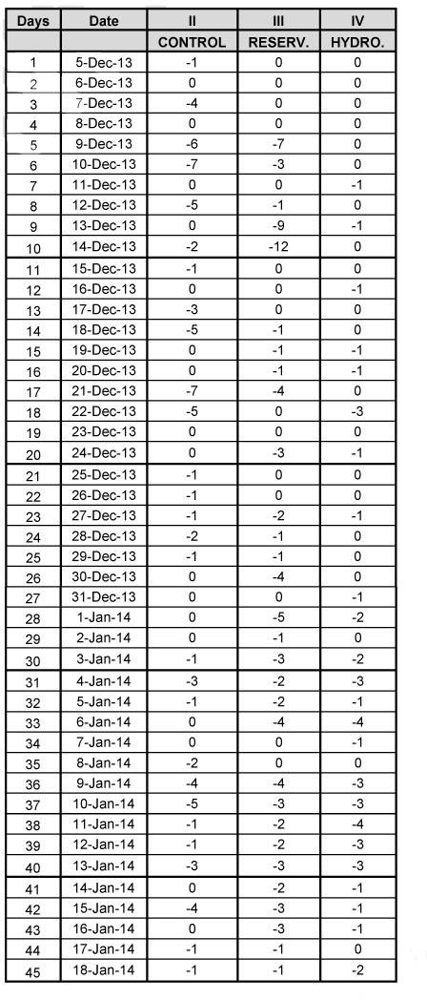 Days Date II III IV
CONTROL RESERV. HYDRO.
1 5-Dec-13 -1 0 0
2 6-Dec-13 0 0 0
3 7-Dec-13 -4 0 0
4 8-Dec-13 0 0 0
5 9-Dec-13 -6 -7 0
6 10-Dec-13 -7 -3 0
7 11-Dec-13 0 0 -1
8 12-Dec-13 -5 -1 0
9 13-Dec-13 0 -9 -1
10 14-Dec-13 -2 -12 0
11 15-Dec-13 -1 0 0
12 16-Dec-13 0 0 -1
13 17-Dec-13 -3 0 0
14 18-Dec-13 -5 -1 0
15 19-Dec-13 0 -1 -1
16 20-Dec-13 0 -1 -1
17 21-Dec-13 -7 -4 0
18 22-Dec-13 -5 0 -3
19 23-Dec-13 0 0 0
20 24-Dec-13 0 -3 -1
21 25-Dec-13 -1 0 0
22 26-Dec-13 -1 0 0
23 27-Dec-13 -1 -2 -1
24 28-Dec-13 -2 -1 0
25 29-Dec-13 -1 -1 0
26 30-Dec-13 0 -4 0
27 31-Dec-13 0 0 -1
28 1-Jan-14 0 -5 -2
29 2-Jan-14 0 -1 0
30 3-Jan-14 -1 -3 -2
31 4-Jan-14 -3 -2 -3
32 5-Jan-14 -1 -2 -1
33 6-Jan-14 0 -4 -4
34 7-Jan-14 0 0 -1
35 8-Jan-14 -2 0 0
36 9-Jan-14 -4 -4 -3
37 10-Jan-14 -5 -3 -3
38 11-Jan-14 -1 -2 -4
39 12-Jan-14 -1 -2 -3
40 13-Jan-14 -3 -3 -3
41 14-Jan-14 0 -2 -1
42 15-Jan-14 -4 -3 -1
43 16-Jan-14 0 -3 -1
44 17-Jan-14 -1 -1 0
45 18-Jan-14 -1 -1 -2